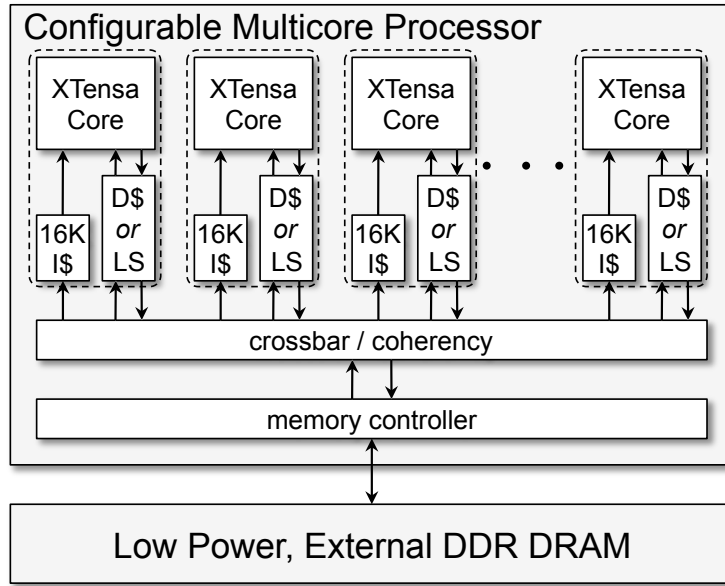 Configurable Multicore Processor
XTensa
Core
XTensa
Core
XTensa
Core
XTensa
Core
16K
I$
D$
or
LS
16K
I$
D$
or
LS
16K
I$
D$
or
LS
16K
I$
D$
or
LS
crossbar / coherency
memory controller
Low Power, External DDR DRAM